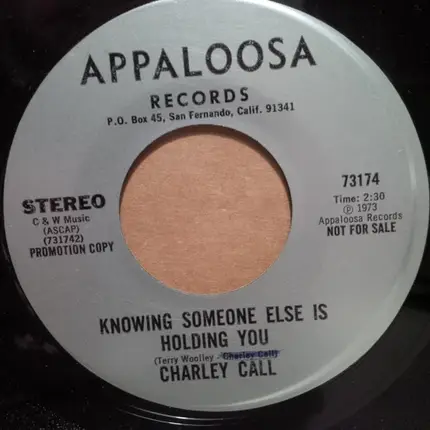 APPALOOSA
RECORDS
P.O. Box 45, San Fernando, Calif. 91341
STEREO
C & W Music
(ASCAP)
(731742)
PROMOTION COPY
73174
Time: 2:30
℗ 1973
Appaloosa Records
NOT FOR SALE
KNOWING SOMEONE ELSE IS
HOLDING YOU
(Terry Woolley - Charley Call)
CHARLEY CALL